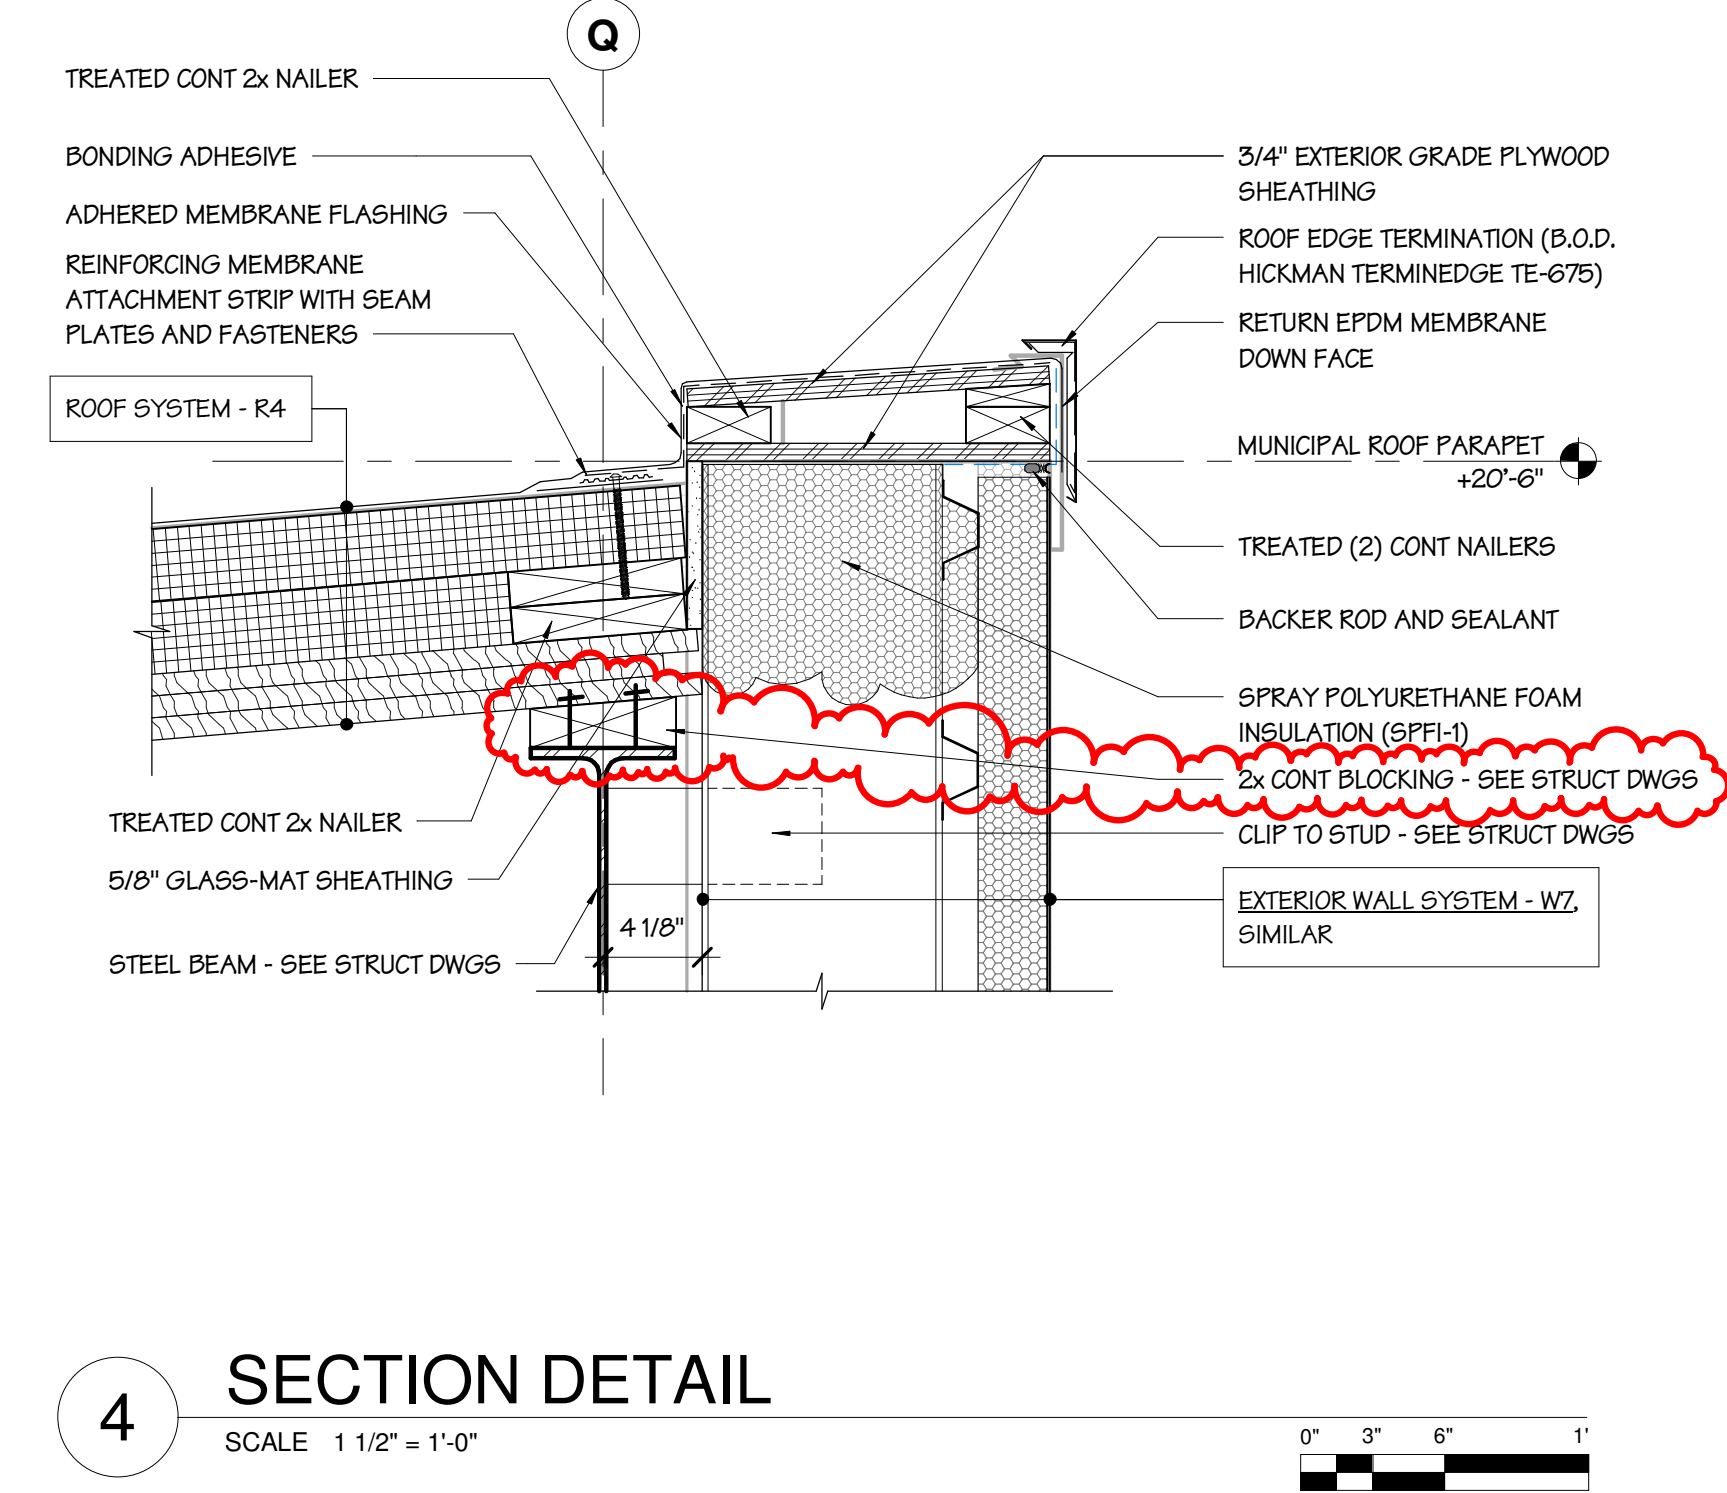 Q
TREATED CONT 2x NAILER
BONDING ADHESIVE
ADHERED MEMBRANE FLASHING
REINFORCING MEMBRANE
ATTACHMENT STRIP WITH SEAM
PLATES AND FASTENERS
ROOF SYSTEM - R4
3/4" EXTERIOR GRADE PLYWOOD
SHEATHING
ROOF EDGE TERMINATION (B.O.D.
HICKMAN TERMINEDGE TE-675)
RETURN EPDM MEMBRANE
DOWN FACE
MUNICIPAL ROOF PARAPET
+20'-6"
TREATED (2) CONT NAILERS
BACKER ROD AND SEALANT
SPRAY POLYURETHANE FOAM
INSULATION (SPFI-1)
2x CONT BLOCKING - SEE STRUCT DWGS
CLIP TO STUD - SEE STRUCT DWGS
EXTERIOR WALL SYSTEM - W7,
SIMILAR
TREATED CONT 2x NAILER
5/8" GLASS-MAT SHEATHING
STEEL BEAM - SEE STRUCT DWGS
4 1/8"
4
SECTION DETAIL
SCALE 1 1/2" = 1'-0"
0" 3" 6" 1'